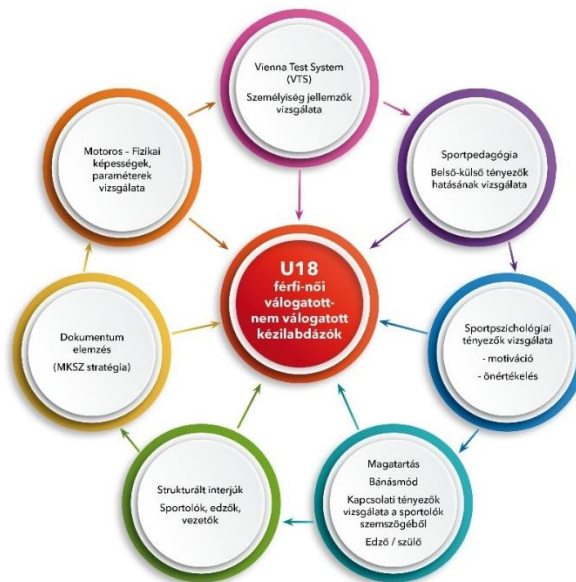 Vienna Test System
(VTS)
Személyiség jellemzők
vizsgálata
Sportpedagógia
Belső-külső tényezők
hatásának vizsgálata
Sportpszichológiai
tényezők vizsgálata
- motiváció
- önértékelés
Magatartás
Bánásmód
Kapcsolati tényezők
vizsgálata a sportolók
szemszögéből
Edző / szülő
Strukturált interjúk
Sportolók, edzők,
vezetők
Dokumentum
elemzés
(MKSZ stratégia)
Motoros – Fizikai
képességek,
paraméterek
vizsgálata
U18
férfi-női
válogatott-
nem válogatott
kézilabdázók